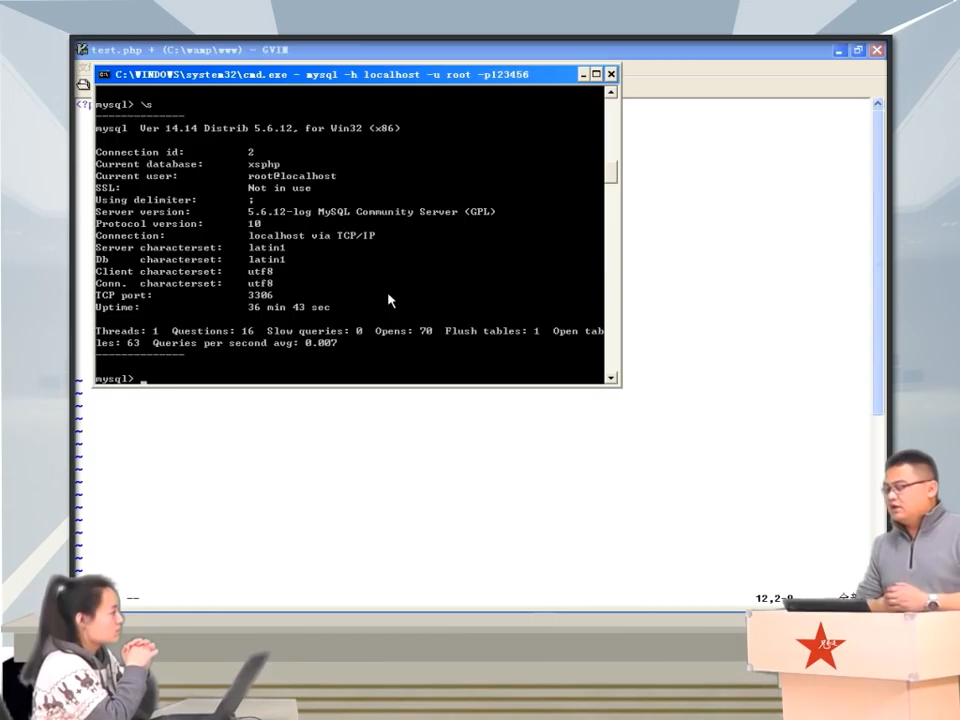 test.php + (C:\wamp\www) - GVIM
C:\WINDOWS\system32\cmd.exe - mysql -h localhost -u root -p123456
<?p
mysql> \s
--------------
mysql  Ver 14.14 Distrib 5.6.12, for Win32 (x86)
Connection id:          2
Current database:       xsphp
Current user:           root@localhost
SSL:                    Not in use
Using delimiter:        ;
Server version:         5.6.12-log MySQL Community Server (GPL)
Protocol version:       10
Connection:             localhost via TCP/IP
Server characterset:    latin1
Db     characterset:    latin1
Client characterset:    utf8
Conn.  characterset:    utf8
TCP port:               3306
Uptime:                 36 min 43 sec
Threads: 1  Questions: 16  Slow queries: 0  Opens: 70  Flush tables: 1  Open tab
les: 63  Queries per second avg: 0.007
--------------
mysql>
--